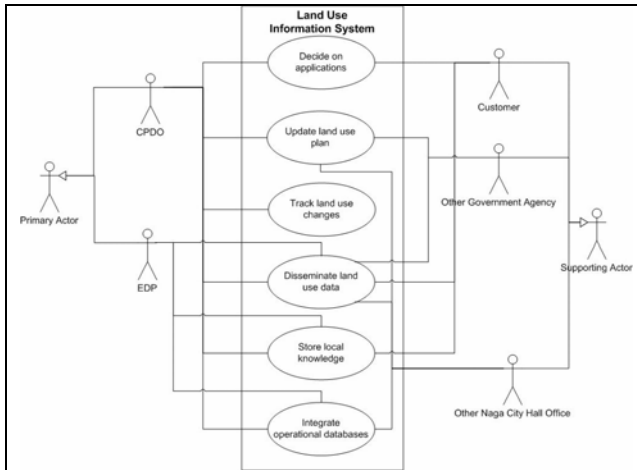 Land Use
Information System
Decide on
applications
CPDO
Customer
Update land use
plan
Primary Actor
Other Government Agency
Track land use
changes
Supporting Actor
EDP
Disseminate land
use data
Store local
knowledge
Other Naga City Hall Office
Integrate
operational databases